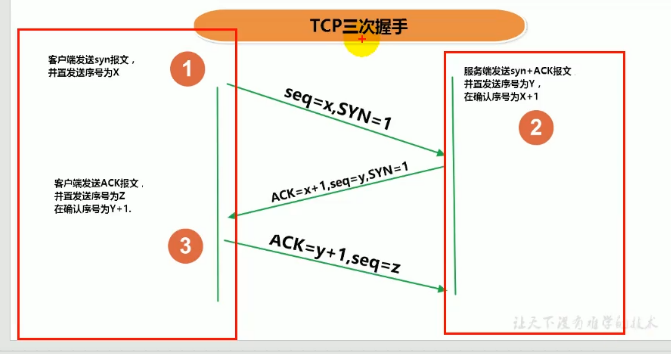 TCP三次握手
1
客户端发送syn报文，
并置发送序号为X
服务端发送syn+ACK报文
并置发送序号为Y，
在确认序号为X+1
2
seq=x,SYN=1
ACK=x+1,seq=y,SYN=1
客户端发送ACK报文，
并置发送序号为Z
在确认序号为Y+1.
3
ACK=y+1,seq=z
让天下没有难学的技术